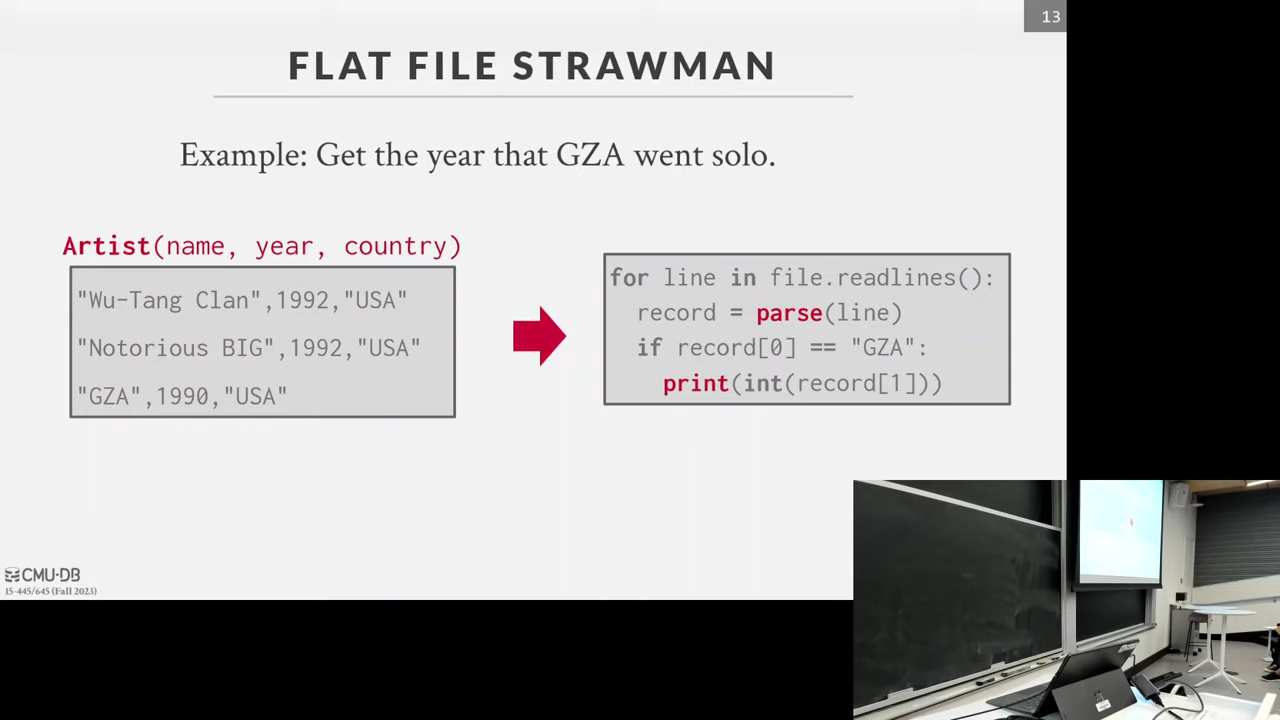 13
FLAT FILE STRAWMAN
Example: Get the year that GZA went solo.
Artist(name, year, country)
"Wu-Tang Clan",1992,"USA"
"Notorious BIG",1992,"USA"
"GZA",1990,"USA"
for line in file.readlines():
record = parse(line)
if record[0] == "GZA":
print(int(record[1]))
CMU·DB
15-445/645 (Fall 2023)